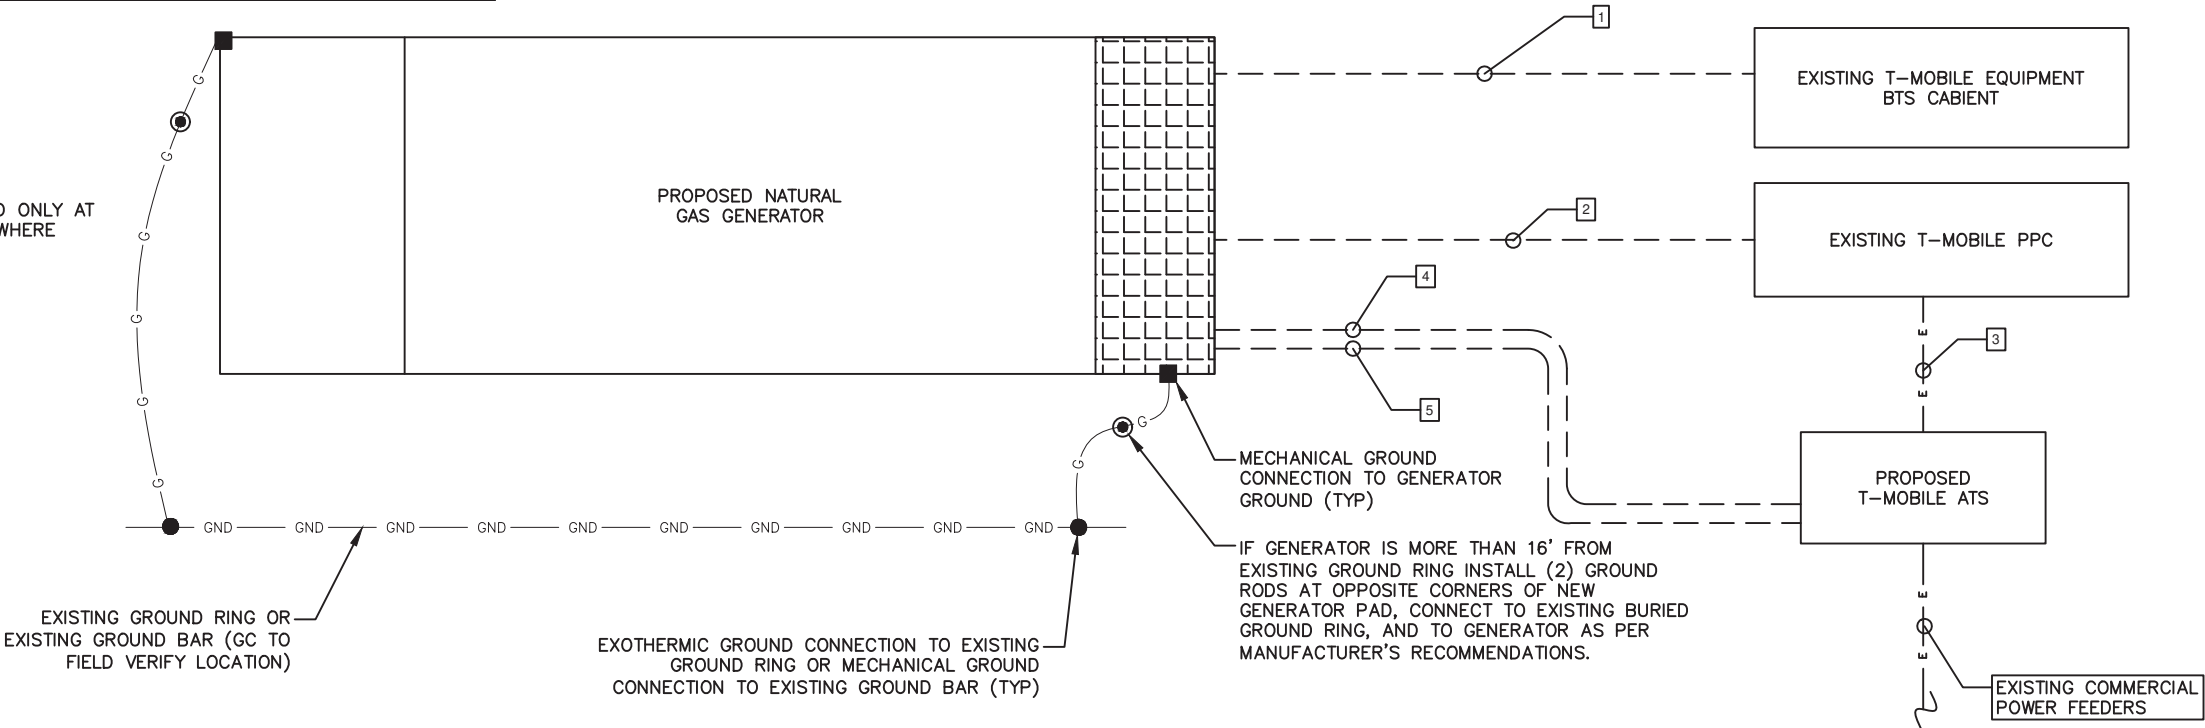 1
EXISTING T-MOBILE EQUIPMENT
BTS CABIENT
G
G
ONLY AT
WHERE
PROPOSED NATURAL
GAS GENERATOR
2
EXISTING T-MOBILE PPC
G
G
G
G
4
5
E
3
E
G
G
MECHANICAL GROUND
CONNECTION TO GENERATOR
GROUND (TYP)
PROPOSED
T-MOBILE ATS
GND GND GND GND GND GND GND GND GND GND
IF GENERATOR IS MORE THAN 16' FROM
EXISTING GROUND RING INSTALL (2) GROUND
RODS AT OPPOSITE CORNERS OF NEW
GENERATOR PAD, CONNECT TO EXISTING BURIED
GROUND RING, AND TO GENERATOR AS PER
MANUFACTURER'S RECOMMENDATIONS.
EXISTING GROUND RING OR
EXISTING GROUND BAR (GC TO
FIELD VERIFY LOCATION)
EXOTHERMIC GROUND CONNECTION TO EXISTING
GROUND RING OR MECHANICAL GROUND
CONNECTION TO EXISTING GROUND BAR (TYP)
E
E
EXISTING COMMERCIAL
POWER FEEDERS